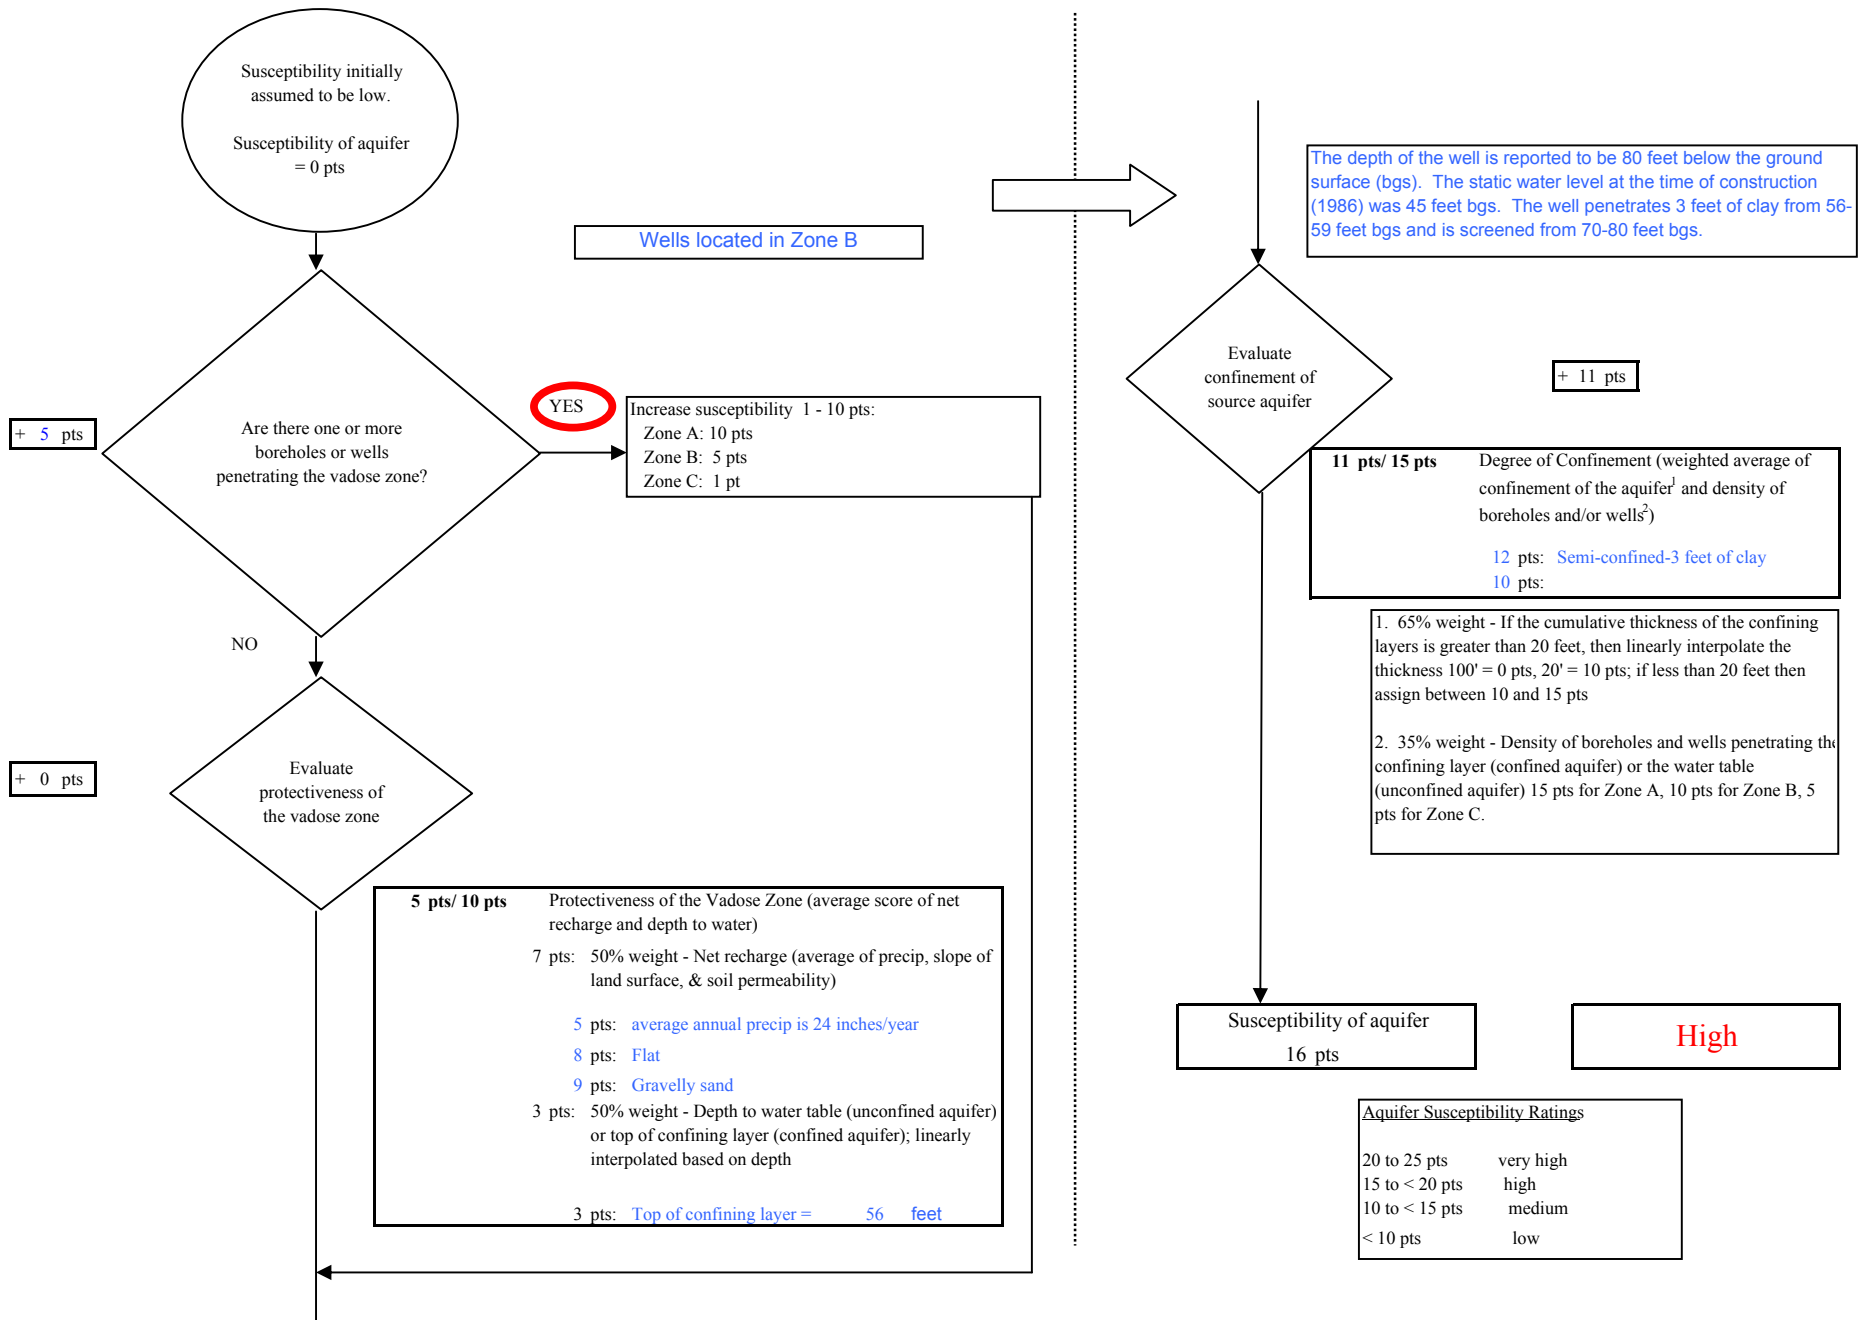 Susceptibility initially
assumed to be low.
Susceptibility of aquifer
= 0 pts
Wells located in Zone B
+ 5 pts
Are there one or more
boreholes or wells
penetrating the vadose zone?
YES
Increase susceptibility 1 - 10 pts:
Zone A: 10 pts
Zone B: 5 pts
Zone C: 1 pt
NO
+ 0 pts
Evaluate
protectiveness of
the vadose zone
5 pts/ 10 pts Protectiveness of the Vadose Zone (average score of net
recharge and depth to water)
7 pts: 50% weight - Net recharge (average of precip, slope of
land surface, & soil permeability)
5 pts: average annual precip is 24 inches/year
8 pts: Flat
9 pts: Gravelly sand
3 pts: 50% weight - Depth to water table (unconfined aquifer)
or top of confining layer (confined aquifer); linearly
interpolated based on depth
3 pts: Top of confining layer = 56 feet
The depth of the well is reported to be 80 feet below the ground
surface (bgs). The static water level at the time of construction
(1986) was 45 feet bgs. The well penetrates 3 feet of clay from 56-
59 feet bgs and is screened from 70-80 feet bgs.
Evaluate
confinement of
source aquifer
+ 11 pts
11 pts/ 15 pts Degree of Confinement (weighted average of
confinement of the aquifer1 and density of
boreholes and/or wells2)
12 pts: Semi-confined-3 feet of clay
10 pts:
1. 65% weight - If the cumulative thickness of the confining
layers is greater than 20 feet, then linearly interpolate the
thickness 100' = 0 pts, 20' = 10 pts; if less than 20 feet then
assign between 10 and 15 pts
2. 35% weight - Density of boreholes and wells penetrating the
confining layer (confined aquifer) or the water table
(unconfined aquifer) 15 pts for Zone A, 10 pts for Zone B, 5
pts for Zone C.
Susceptibility of aquifer
16 pts
High
Aquifer Susceptibility Ratings
20 to 25 pts very high
15 to < 20 pts high
10 to < 15 pts medium
< 10 pts low